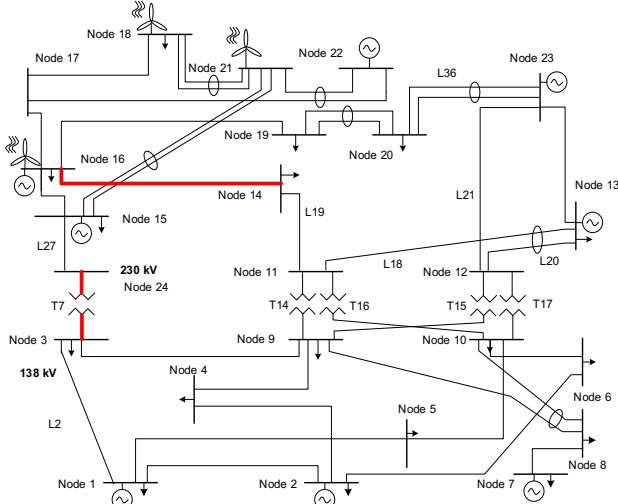 Node 18
Node 22
Node 23
Node 17
Node 21
L36
Node 19
Node 20
Node 16
Node 14
Node 13
L21
Node 15
L19
L27
L18
L20
230 kV
Node 24
Node 11
Node 12
T7
T14
T16
T15
T17
Node 3
Node 9
Node 10
138 kV
Node 4
Node 5
Node 6
L2
Node 8
Node 1
Node 2
Node 7